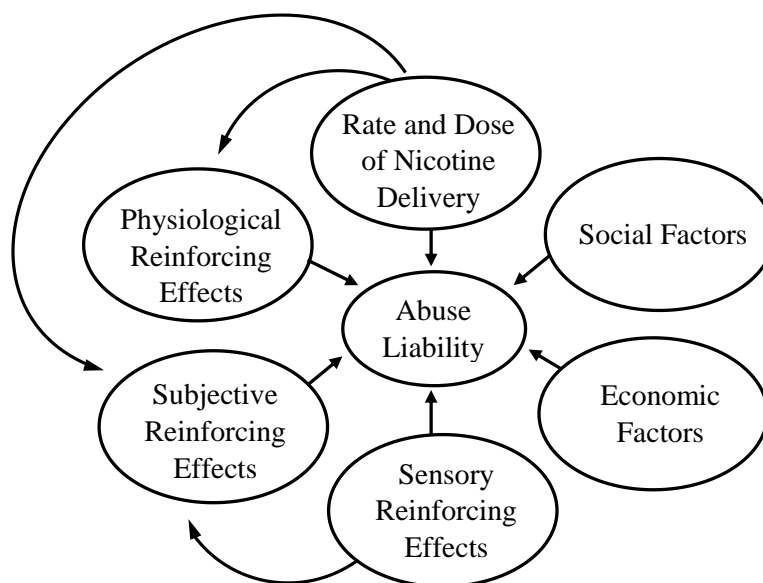 Rate and Dose
of Nicotine
Delivery
Physiological
Reinforcing
Effects
Social Factors
Abuse
Liability
Subjective
Reinforcing
Effects
Economic
Factors
Sensory
Reinforcing
Effects